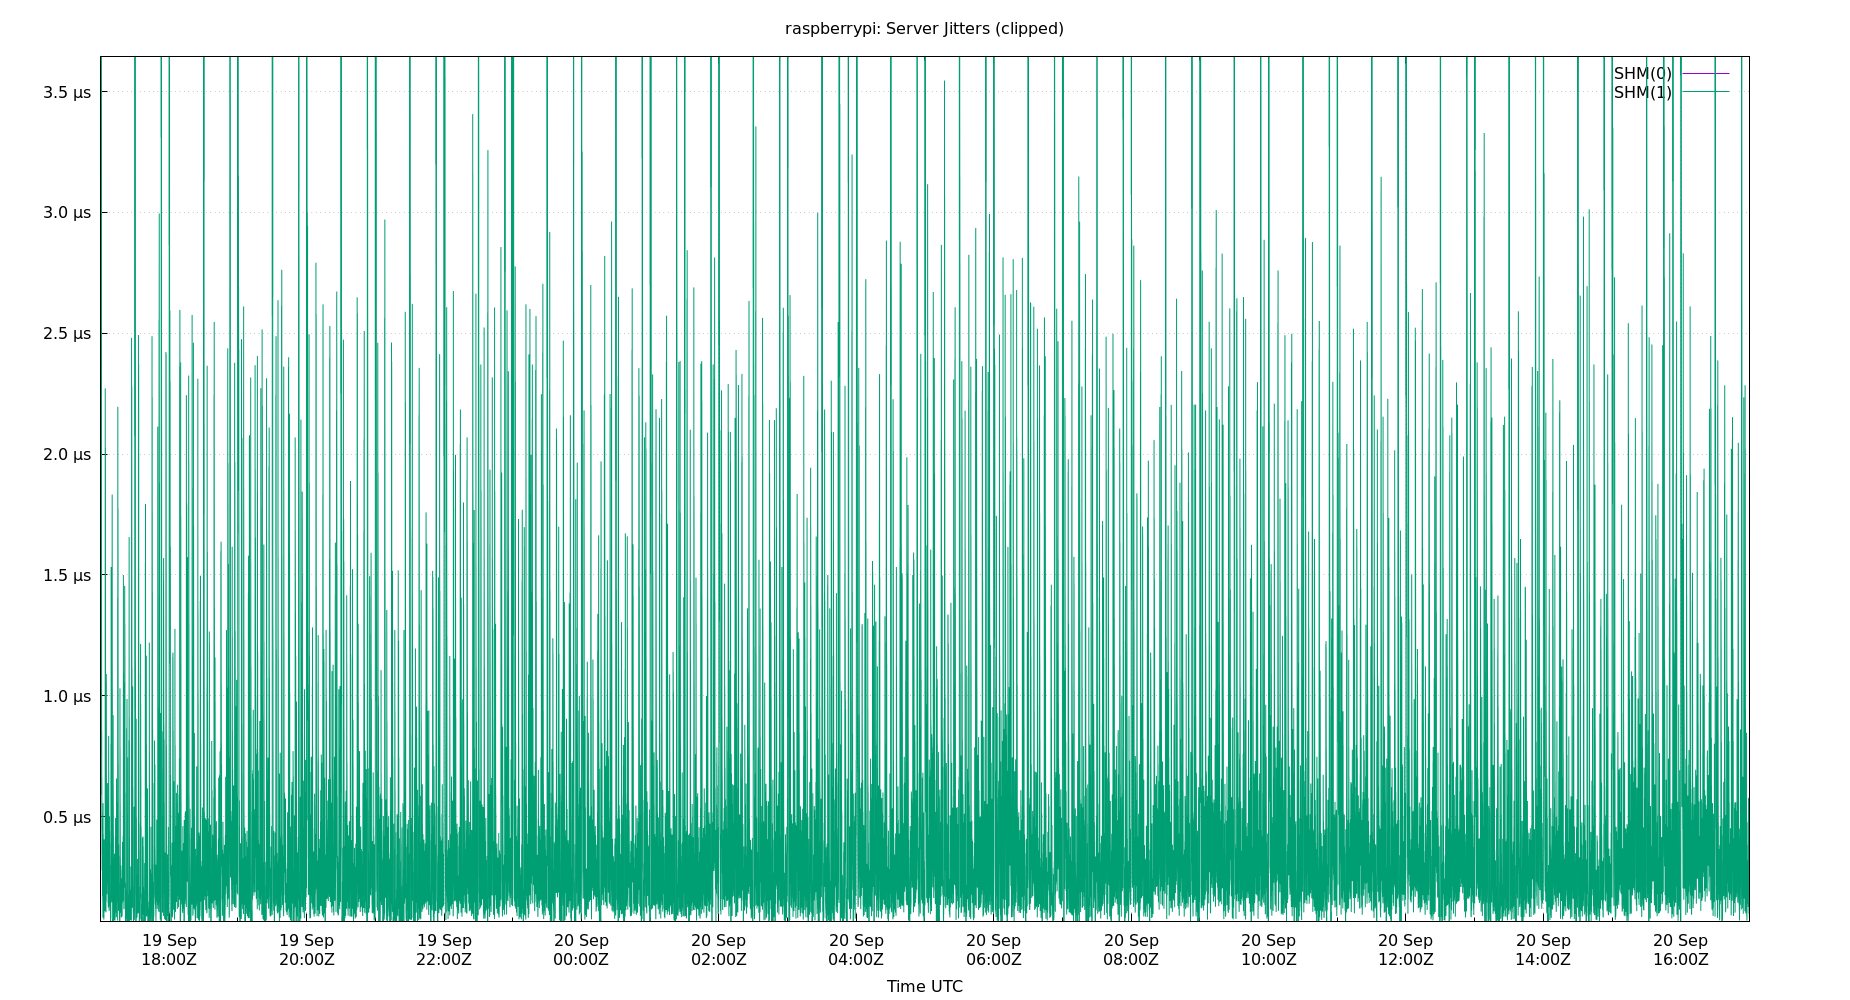 raspberrypi: Server Jitters (clipped)
SHM(0)
SHM(1)
3.5 µs
3.0 µs
2.5 µs
2.0 µs
1.5 µs
1.0 µs
0.5 µs
19 Sep 19 Sep 19 Sep 20 Sep 20 Sep 20 Sep 20 Sep 20 Sep 20 Sep 20 Sep 20 Sep 20 Sep
18:00Z 20:00Z 22:00Z 00:00Z 02:00Z 04:00Z 06:00Z 08:00Z 10:00Z 12:00Z 14:00Z 16:00Z
Time UTC